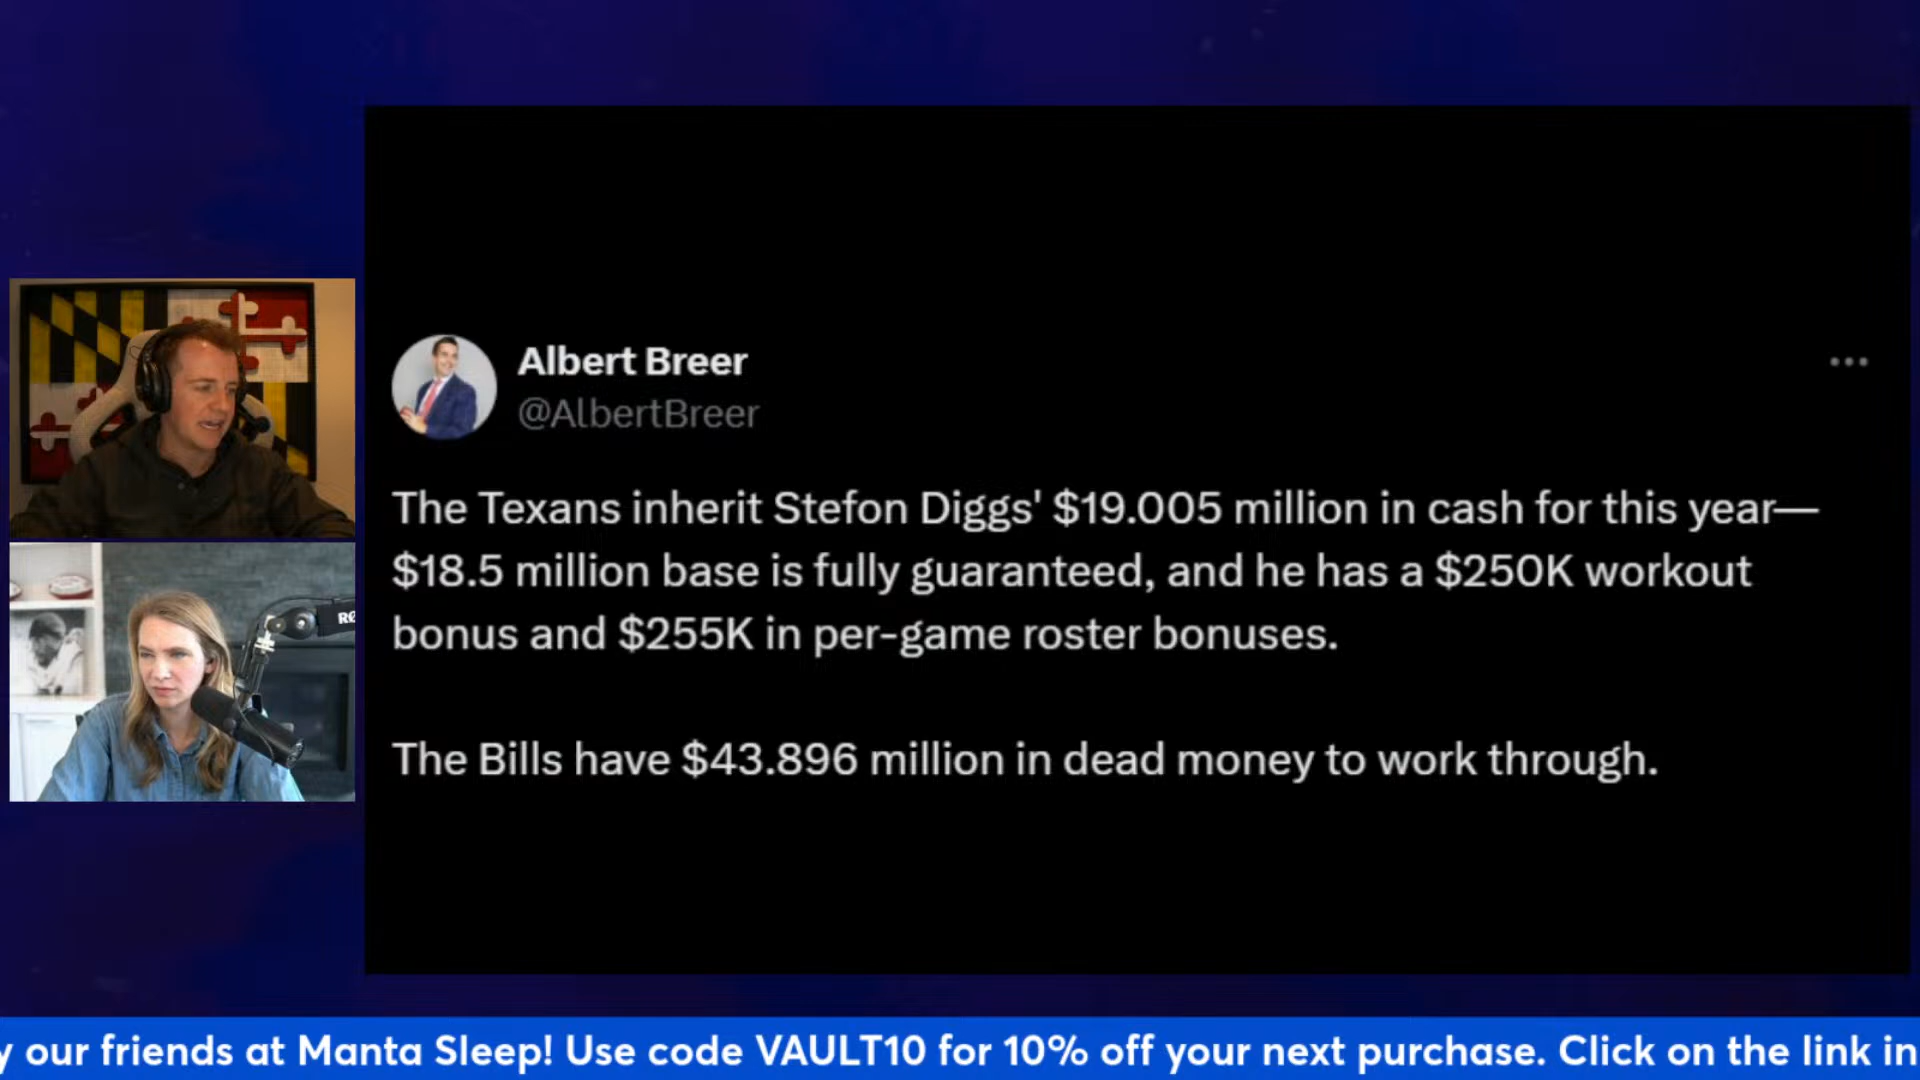 Albert Breer
@AlbertBreer
The Texans inherit Stefon Diggs' $19.005 million in cash for this year—
$18.5 million base is fully guaranteed, and he has a $250K workout
bonus and $255K in per-game roster bonuses.
The Bills have $43.896 million in dead money to work through.
y our friends at Manta Sleep! Use code VAULT10 for 10% off your next purchase. Click on the link in